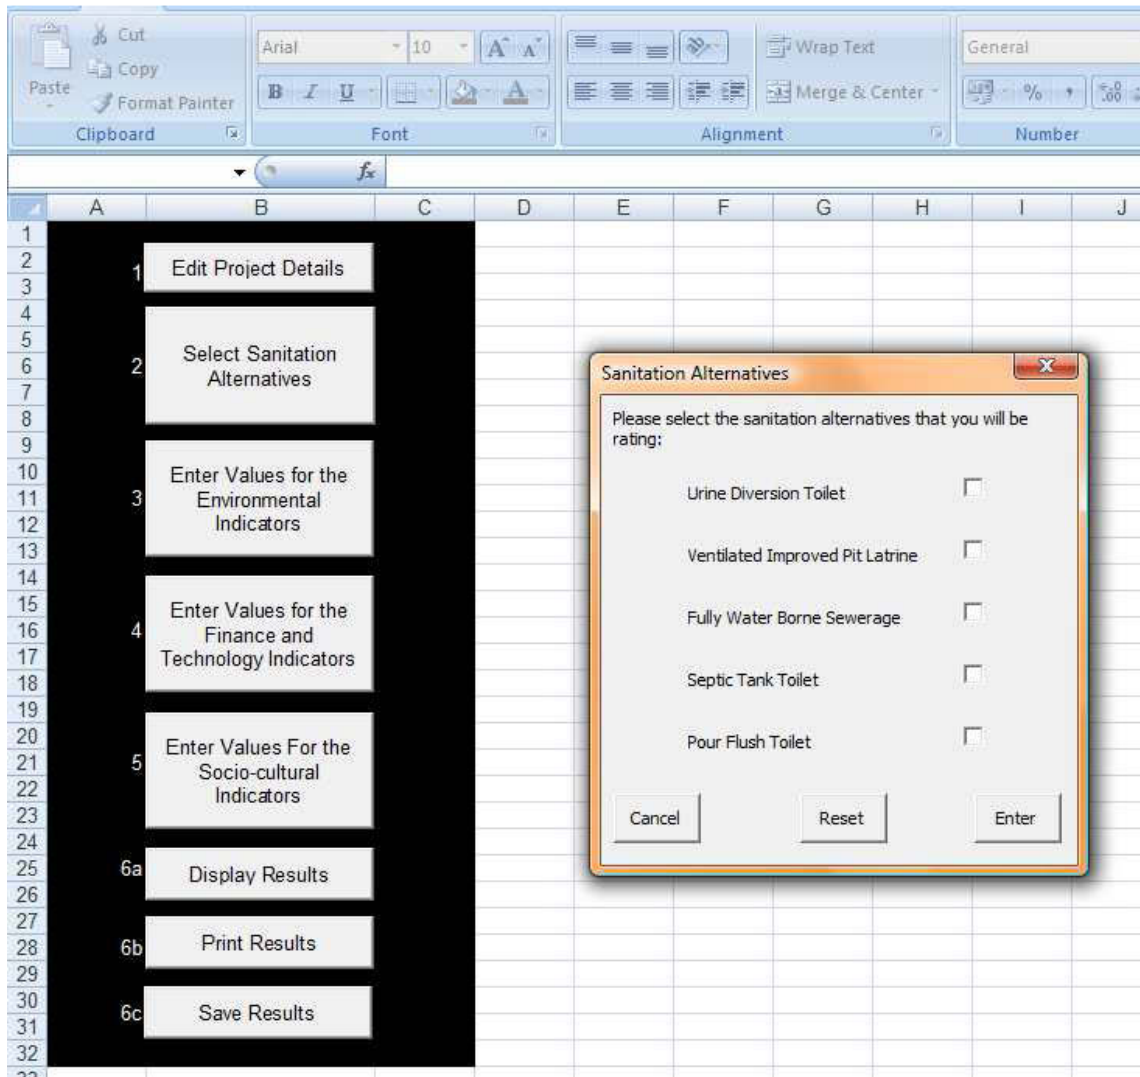 Cut
Copy
Paste
Format Painter
Clipboard
Arial
10
A A
B I U A
Font
Wrap Text
Merge & Center
Alignment
General
% , .00
Number
fx
A B C D E F G H I J
1
2
3
4
5
6
7
8
9
10
11
12
13
14
15
16
17
18
19
20
21
22
23
24
25
26
27
28
29
30
31
32
33
1 Edit Project Details
2 Select Sanitation
Alternatives
3 Enter Values for the
Environmental
Indicators
4 Enter Values for the
Finance and
Technology Indicators
5 Enter Values For the
Socio-cultural
Indicators
6a Display Results
6b Print Results
6c Save Results
Sanitation Alternatives
Please select the sanitation alternatives that you will be
rating:
Urine Diversion Toilet
Ventilated Improved Pit Latrine
Fully Water Borne Sewerage
Septic Tank Toilet
Pour Flush Toilet
Cancel Reset Enter